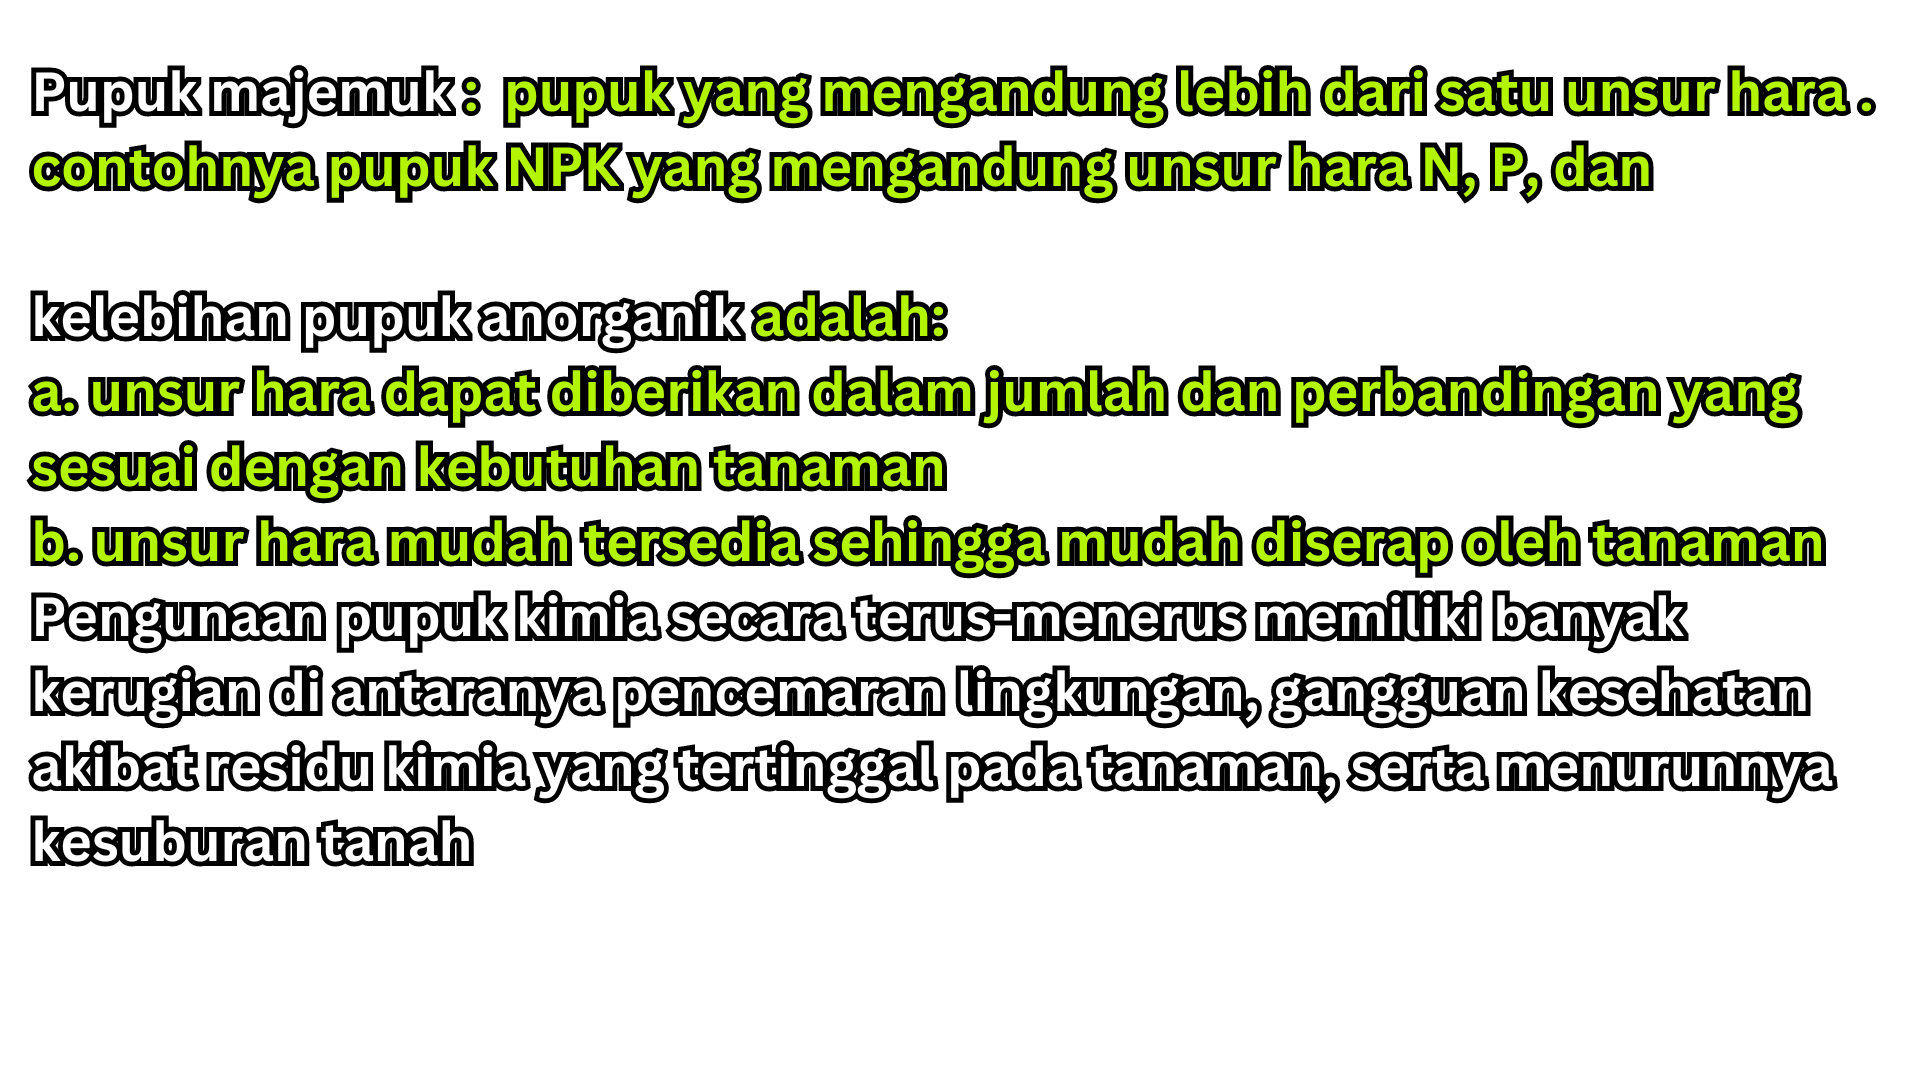 Pupuk majemuk : pupuk yang mengandung lebih dari satu unsur hara .
contohnya pupuk NPK yang mengandung unsur hara N, P, dan
kelebihan pupuk anorganik adalah:
a. unsur hara dapat diberikan dalam jumlah dan perbandingan yang
sesuai dengan kebutuhan tanaman
b. unsur hara mudah tersedia sehingga mudah diserap oleh tanaman
Pengunaan pupuk kimia secara terus-menerus memiliki banyak
kerugian di antaranya pencemaran lingkungan, gangguan kesehatan
akibat residu kimia yang tertinggal pada tanaman, serta menurunnya
kesuburan tanah